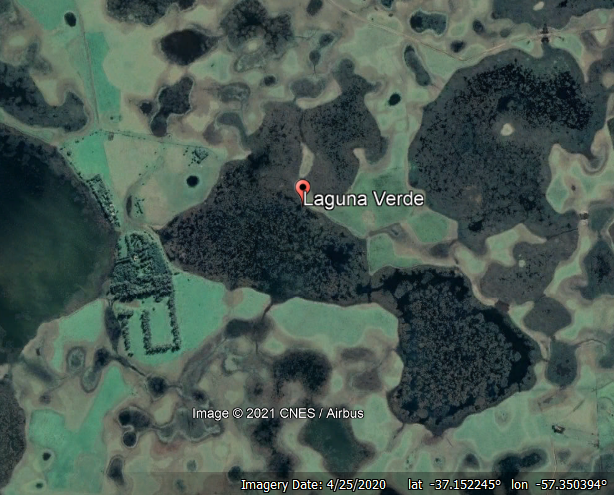 Laguna Verde
Image © 2021 CNES / Airbus
Imagery Date: 4/25/2020 lat -37.152245° lon -57.350394°